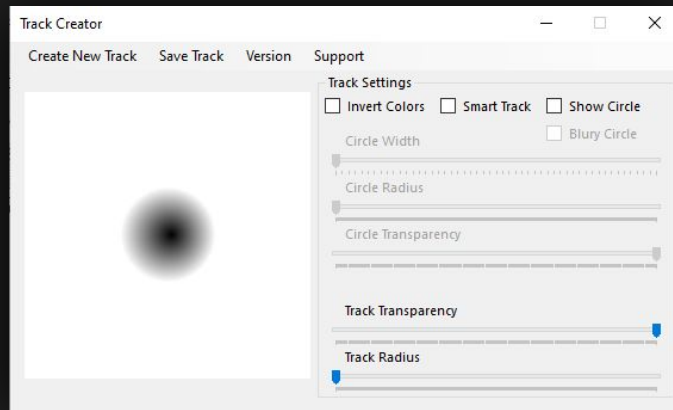 Track Creator
Create New Track Save Track Version Support
Track Settings
Invert Colors Smart Track Show Circle
Blury Circle
Circle Width
Circle Radius
Circle Transparency
Track Transparency
Track Radius